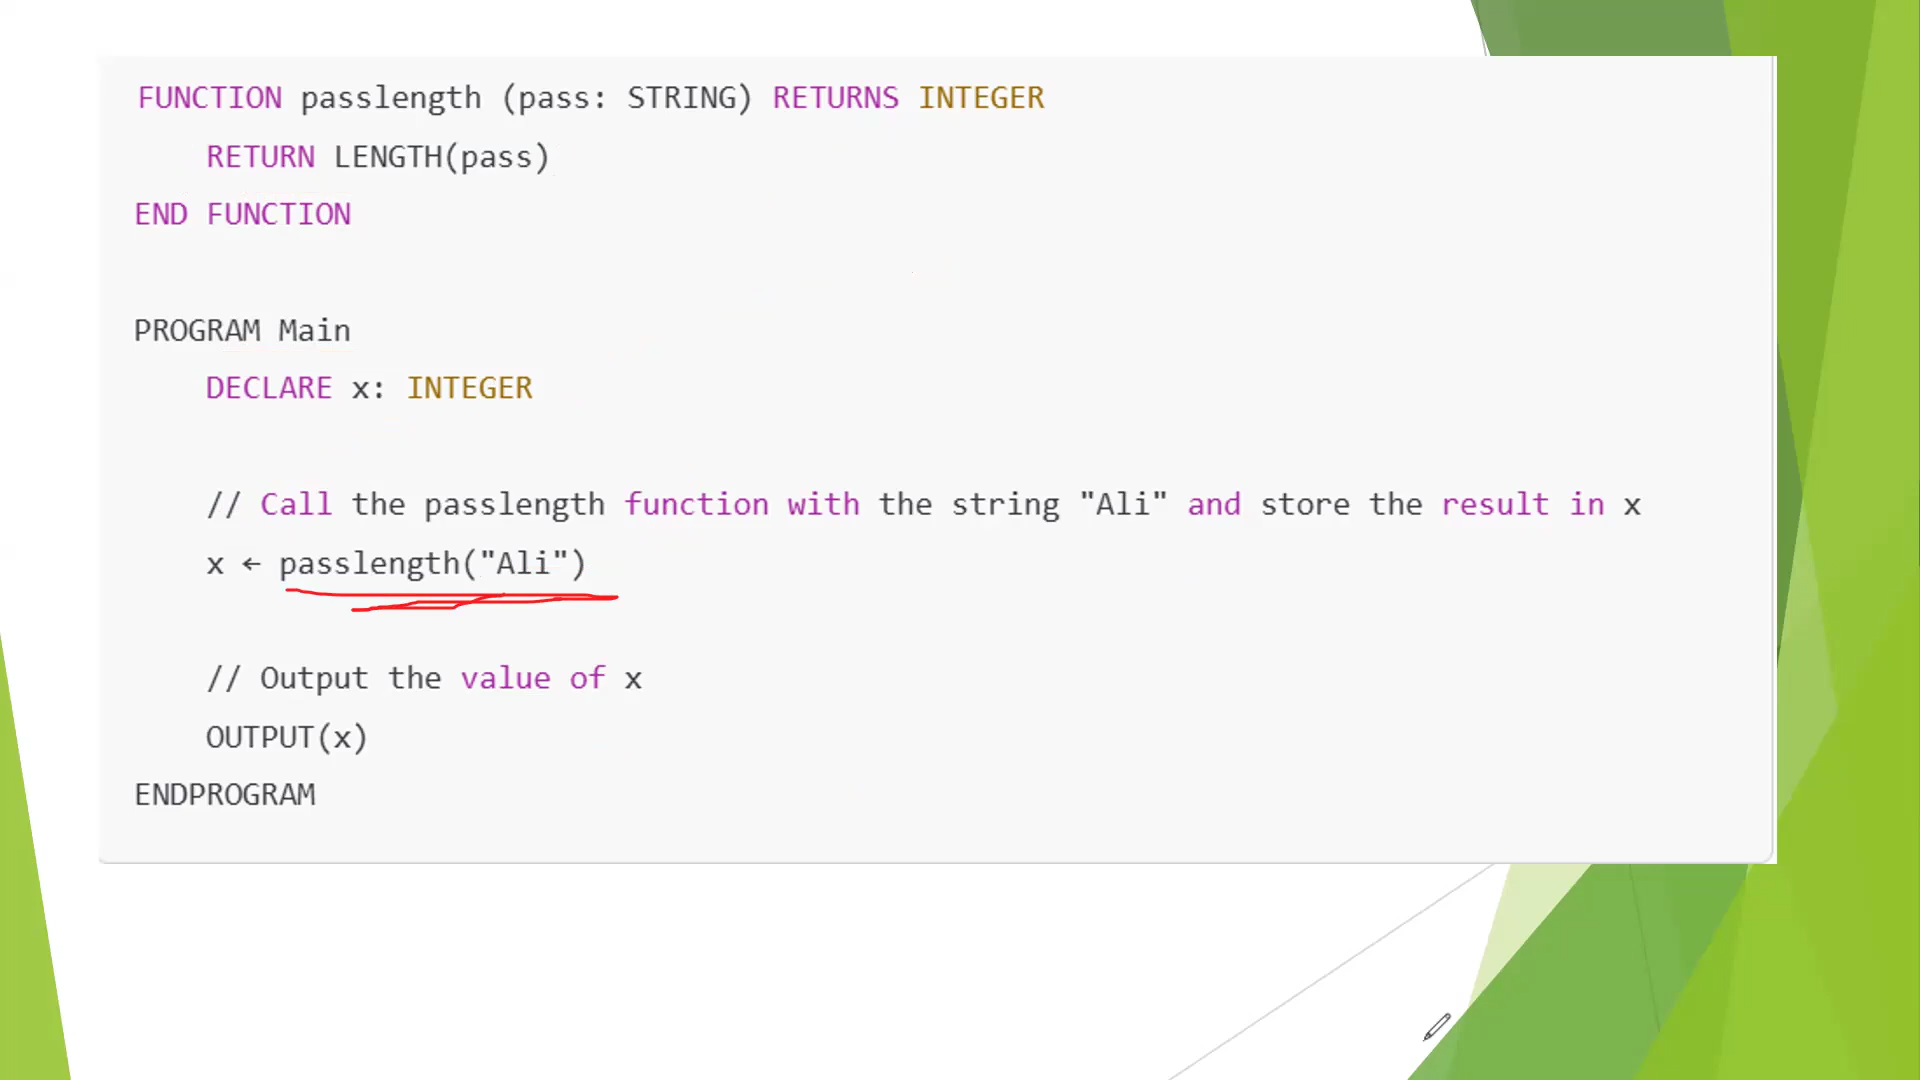 FUNCTION passlength (pass: STRING) RETURNS INTEGER
RETURN LENGTH(pass)
END FUNCTION
PROGRAM Main
DECLARE x: INTEGER
// Call the passlength function with the string "Ali" and store the result in x
x ← passlength("Ali")
// Output the value of x
OUTPUT(x)
ENDPROGRAM